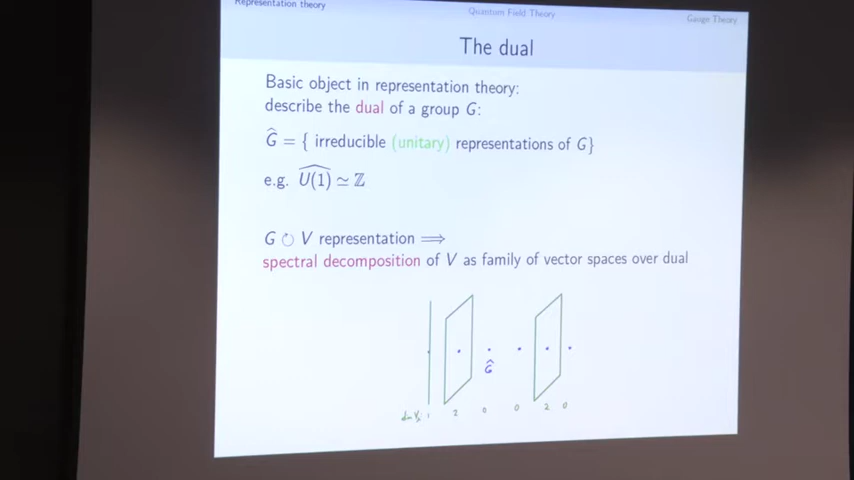 Representation theory
Quantum Field Theory
Gauge Theory
The dual
Basic object in representation theory:
describe the dual of a group G:
Ĝ = { irreducible (unitary) representations of G}
e.g. \widehat{U(1)} ≃ ℤ
G ↻ V representation ⟹
spectral decomposition of V as family of vector spaces over dual
Ĝ
1 2 0 0 2 0